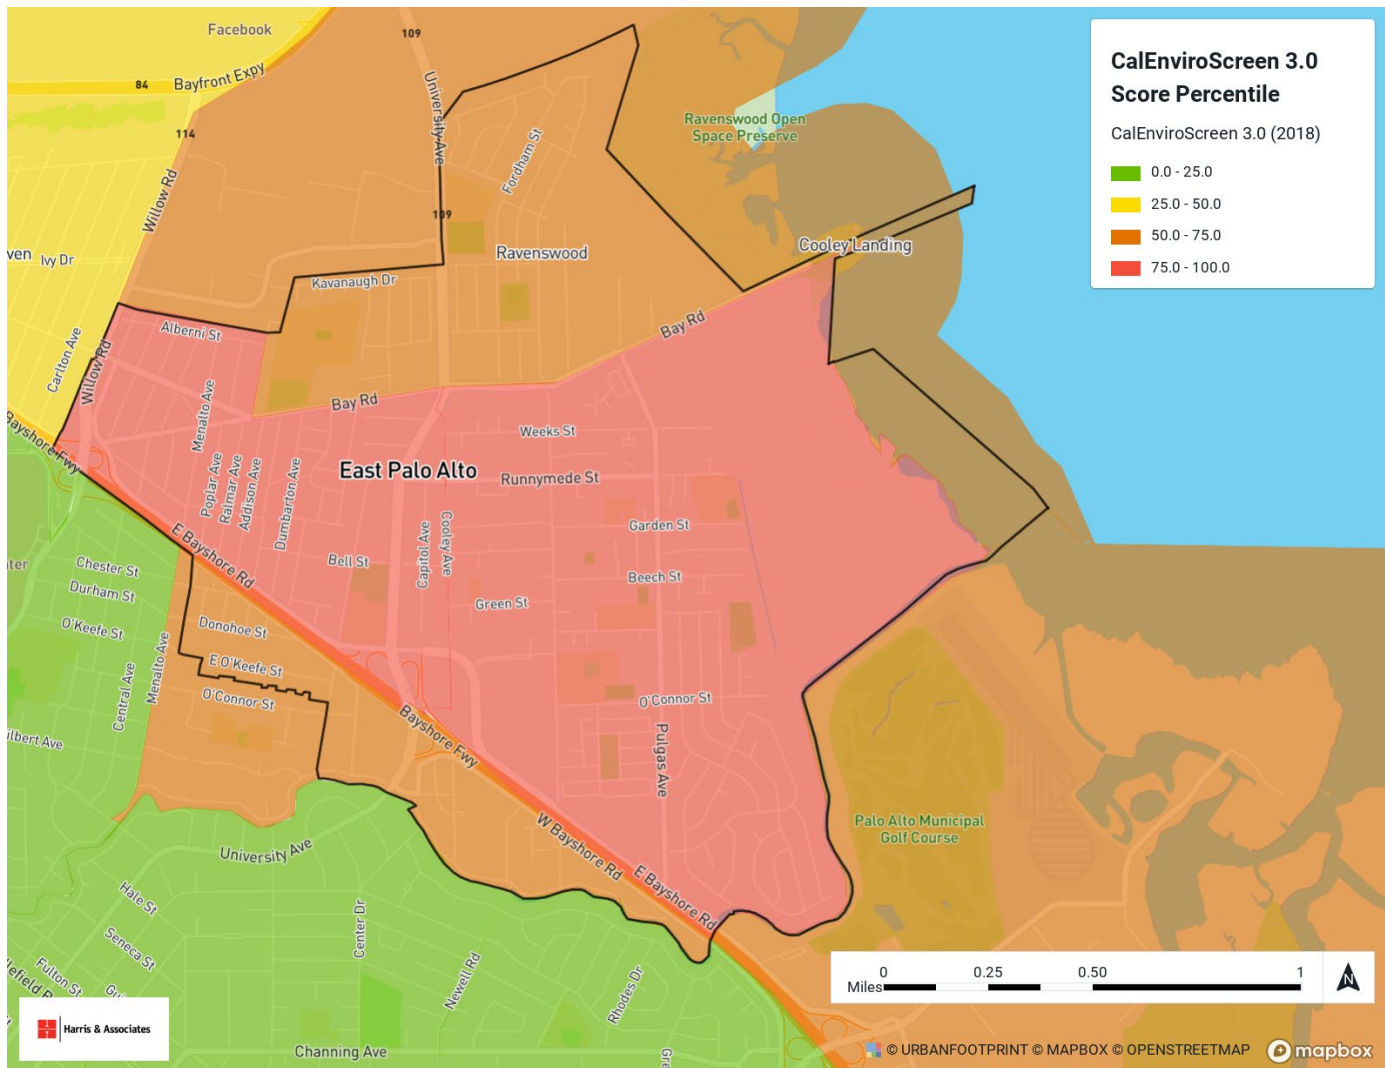 CalEnviroScreen 3.0
Score Percentile
CalEnviroScreen 3.0 (2018)
0.0 - 25.0
25.0 - 50.0
50.0 - 75.0
75.0 - 100.0
Facebook
109
84
Bayfront Expy
University Ave
114
Ravenswood Open
Space Preserve
Fordham St
Willow Rd
109
ven
Ivy Dr
Ravenswood
Cooley Landing
Kavanaugh Dr
Alberni St
Bay Rd
Carlton Ave
Willow Rd
Menalto Ave
Bay Rd
Bayshore Fwy
Weeks St
East Palo Alto
Runnymede St
Poplar Ave
Ralmar Ave
Addison Ave
Dumbarton Ave
Capitol Ave
Cooley Ave
Garden St
E Bayshore Rd
Bell St
Beech St
Green St
ater
Chester St
Durham St
O'Keefe St
Donohoe St
E O'Keefe St
O'Connor St
Menalto Ave
Central Ave
ilbert Ave
O'Connor St
Pulgas Ave
Bayshore Fwy
W Bayshore Rd
E Bayshore Rd
Palo Alto Municipal
Golf Course
University Ave
Hale St
Seneca St
Fulton St
Center Dr
Newell Rd
Rhodes Dr
Channing Ave
Harris & Associates
0 0.25 0.50 1
Miles
N
© URBANFOOTPRINT © MAPBOX © OPENSTREETMAP
mapbox